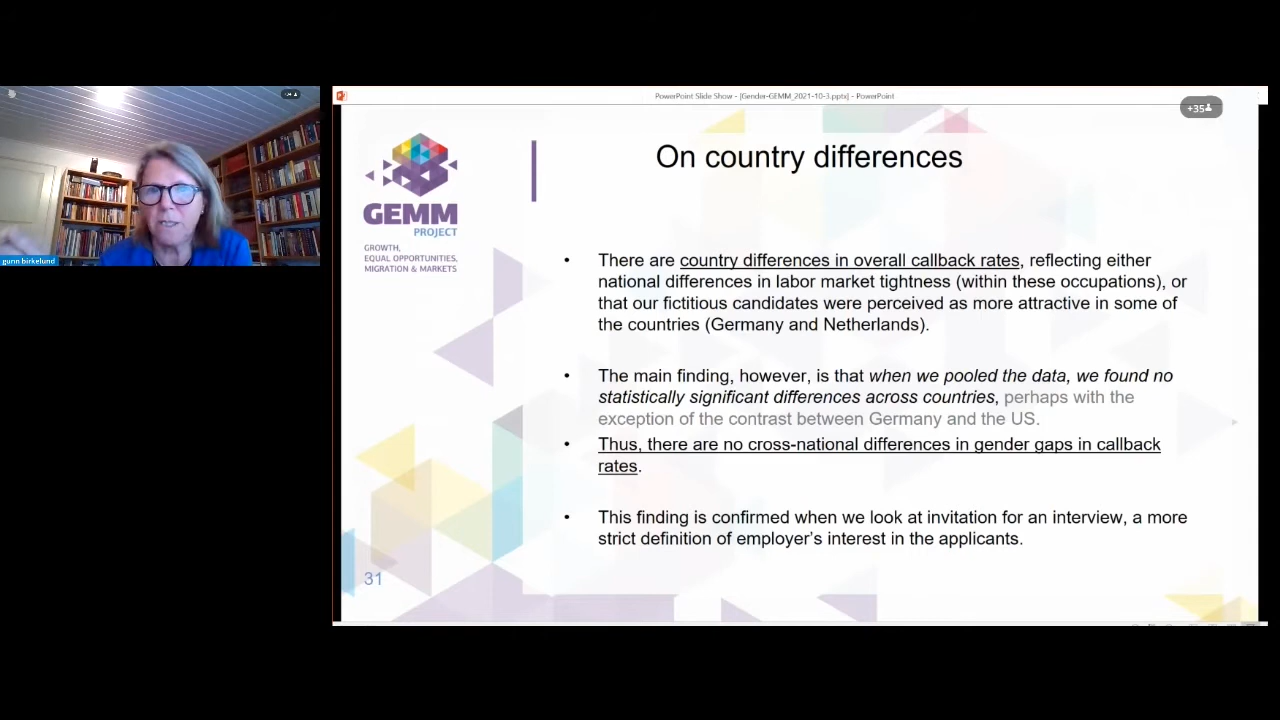 PowerPoint Slide Show - [Gender-GEMM_2021-10-3.pptx] - PowerPoint
+35
On country differences
GEMM
PROJECT
GROWTH,
EQUAL OPPORTUNITIES,
MIGRATION & MARKETS
gunn birkelund
• There are country differences in overall callback rates, reflecting either
national differences in labor market tightness (within these occupations), or
that our fictitious candidates were perceived as more attractive in some of
the countries (Germany and Netherlands).
• The main finding, however, is that when we pooled the data, we found no
statistically significant differences across countries, perhaps with the
exception of the contrast between Germany and the US.
• Thus, there are no cross-national differences in gender gaps in callback
rates.
• This finding is confirmed when we look at invitation for an interview, a more
strict definition of employer's interest in the applicants.
31